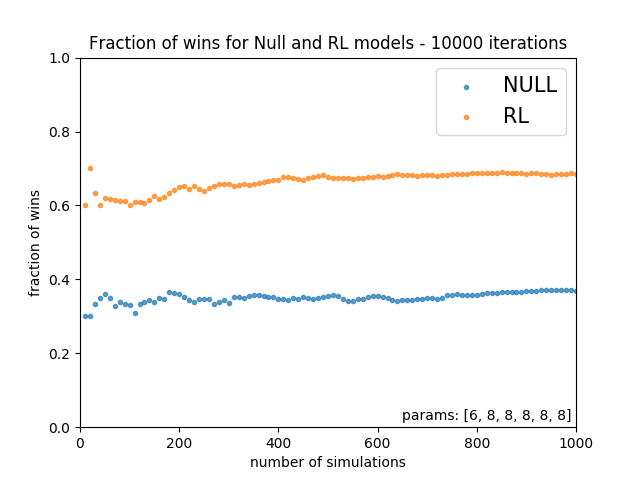 Fraction of wins for Null and RL models - 10000 iterations
1.0
NULL
RL
0.8
0.6
fraction of wins
0.4
0.2
params: [6, 8, 8, 8, 8, 8]
0.0
0 200 400 600 800 1000
number of simulations